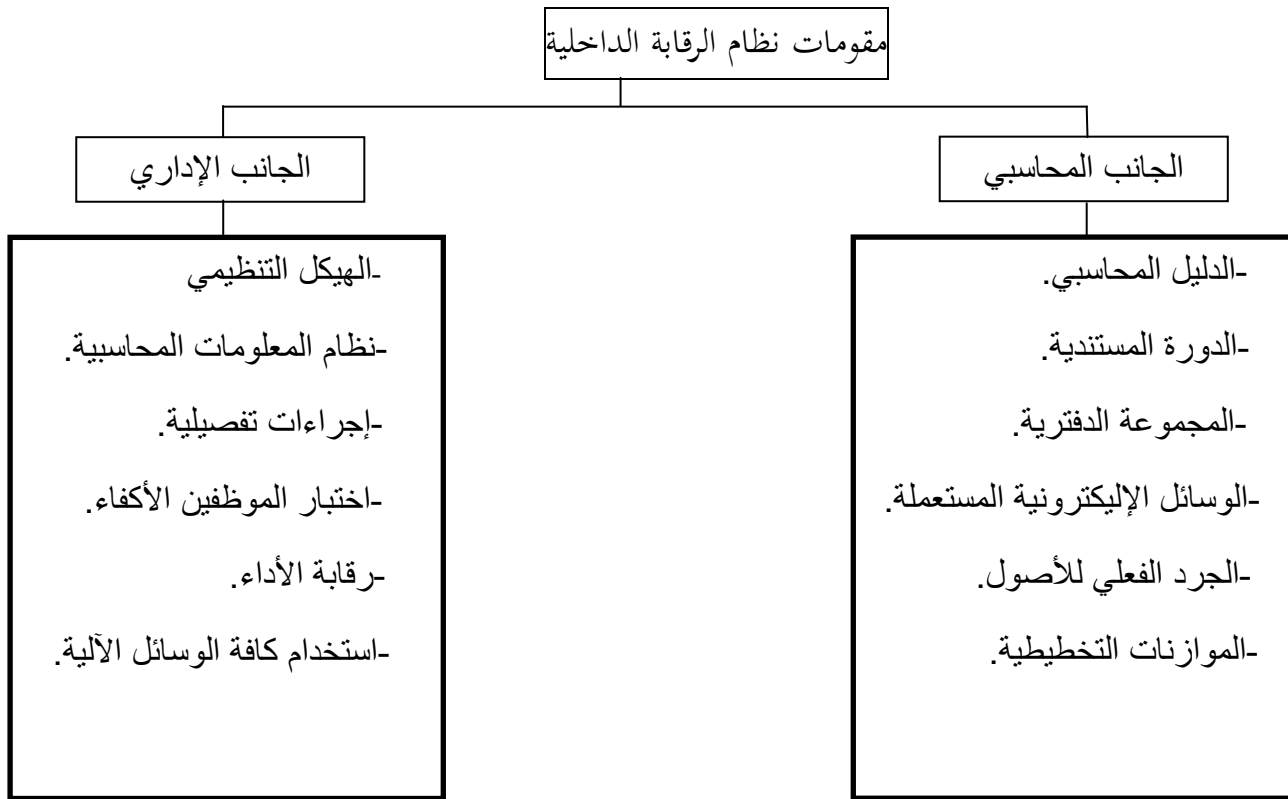 مقومات نظام الرقابة الداخلية
الجانب المحاسبي
-الدليل المحاسبي.
-الدورة المستندية.
-المجموعة الدفترية.
-الوسائل الإليكترونية المستعملة.
-الجرد الفعلي للأصول.
-الموازنات التخطيطية.
الجانب الإداري
-الهيكل التنظيمي
-نظام المعلومات المحاسبية.
-إجراءات تفصيلية.
-اختبار الموظفين الأكفاء.
-رقابة الأداء.
-استخدام كافة الوسائل الآلية.